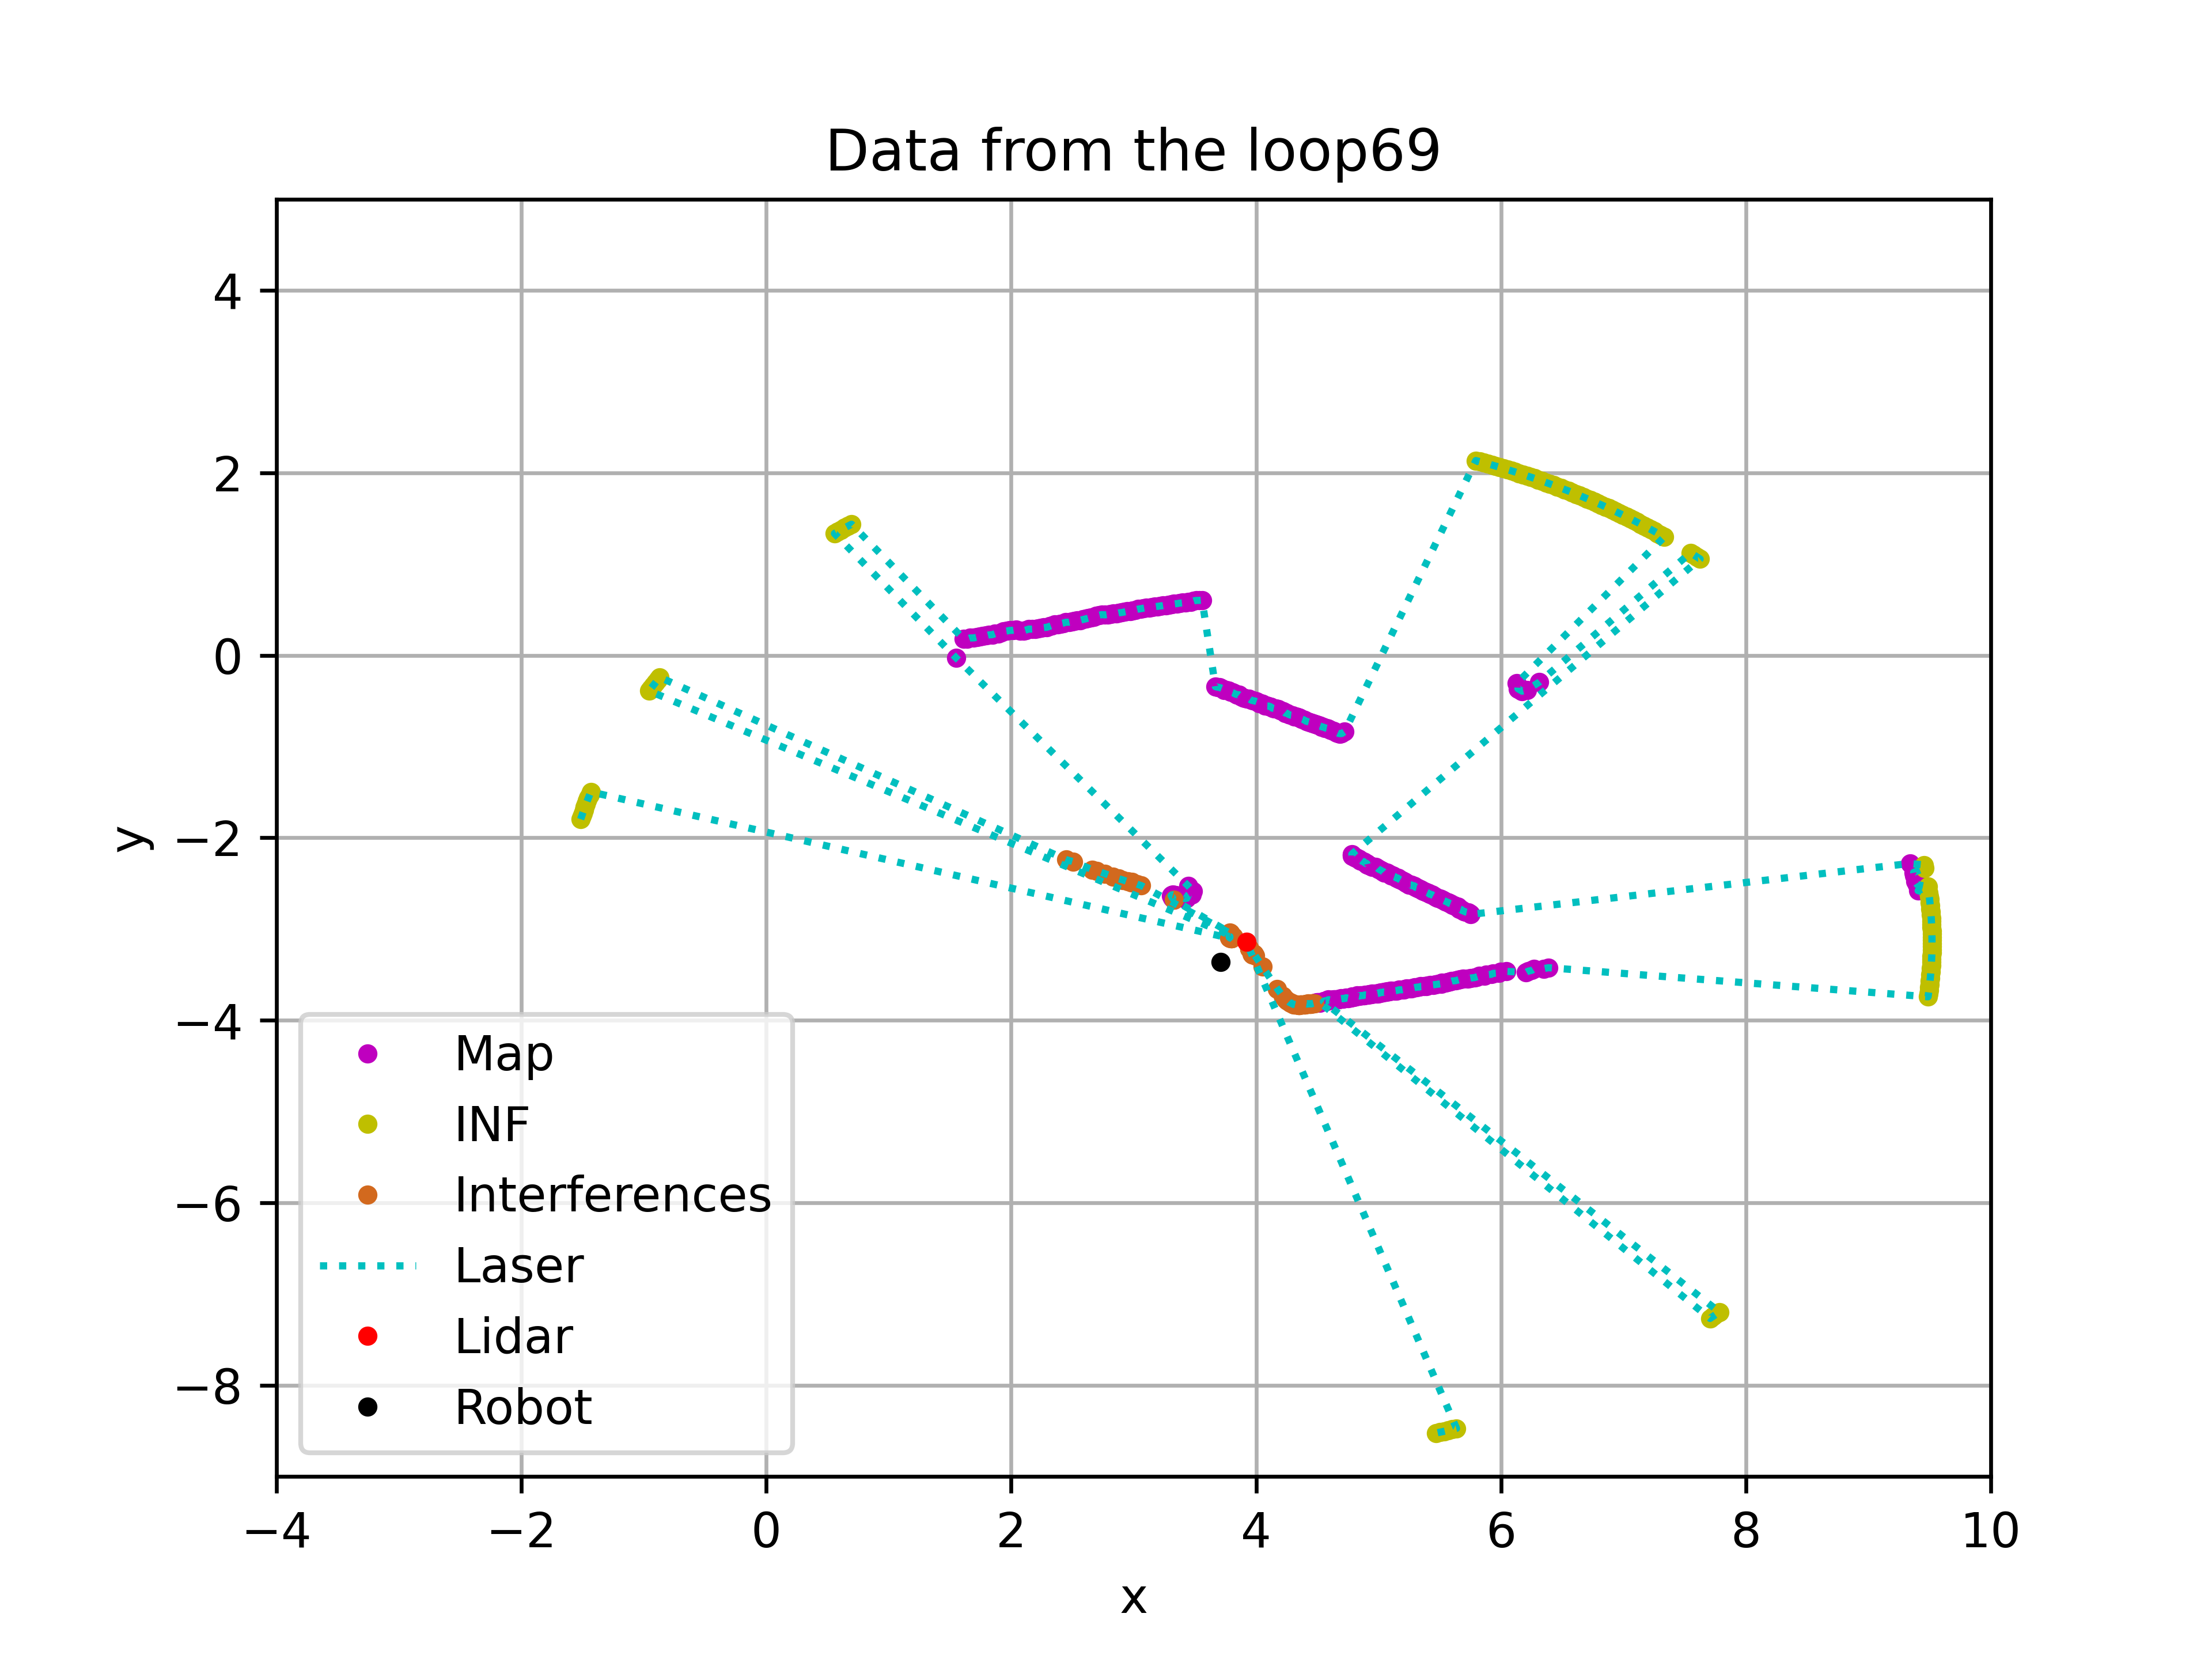 Data from the loop69
4
2
0
−2
−4
−6
−8
y
Map
INF
Interferences
Laser
Lidar
Robot
−4 −2 0 2 4 6 8 10
x